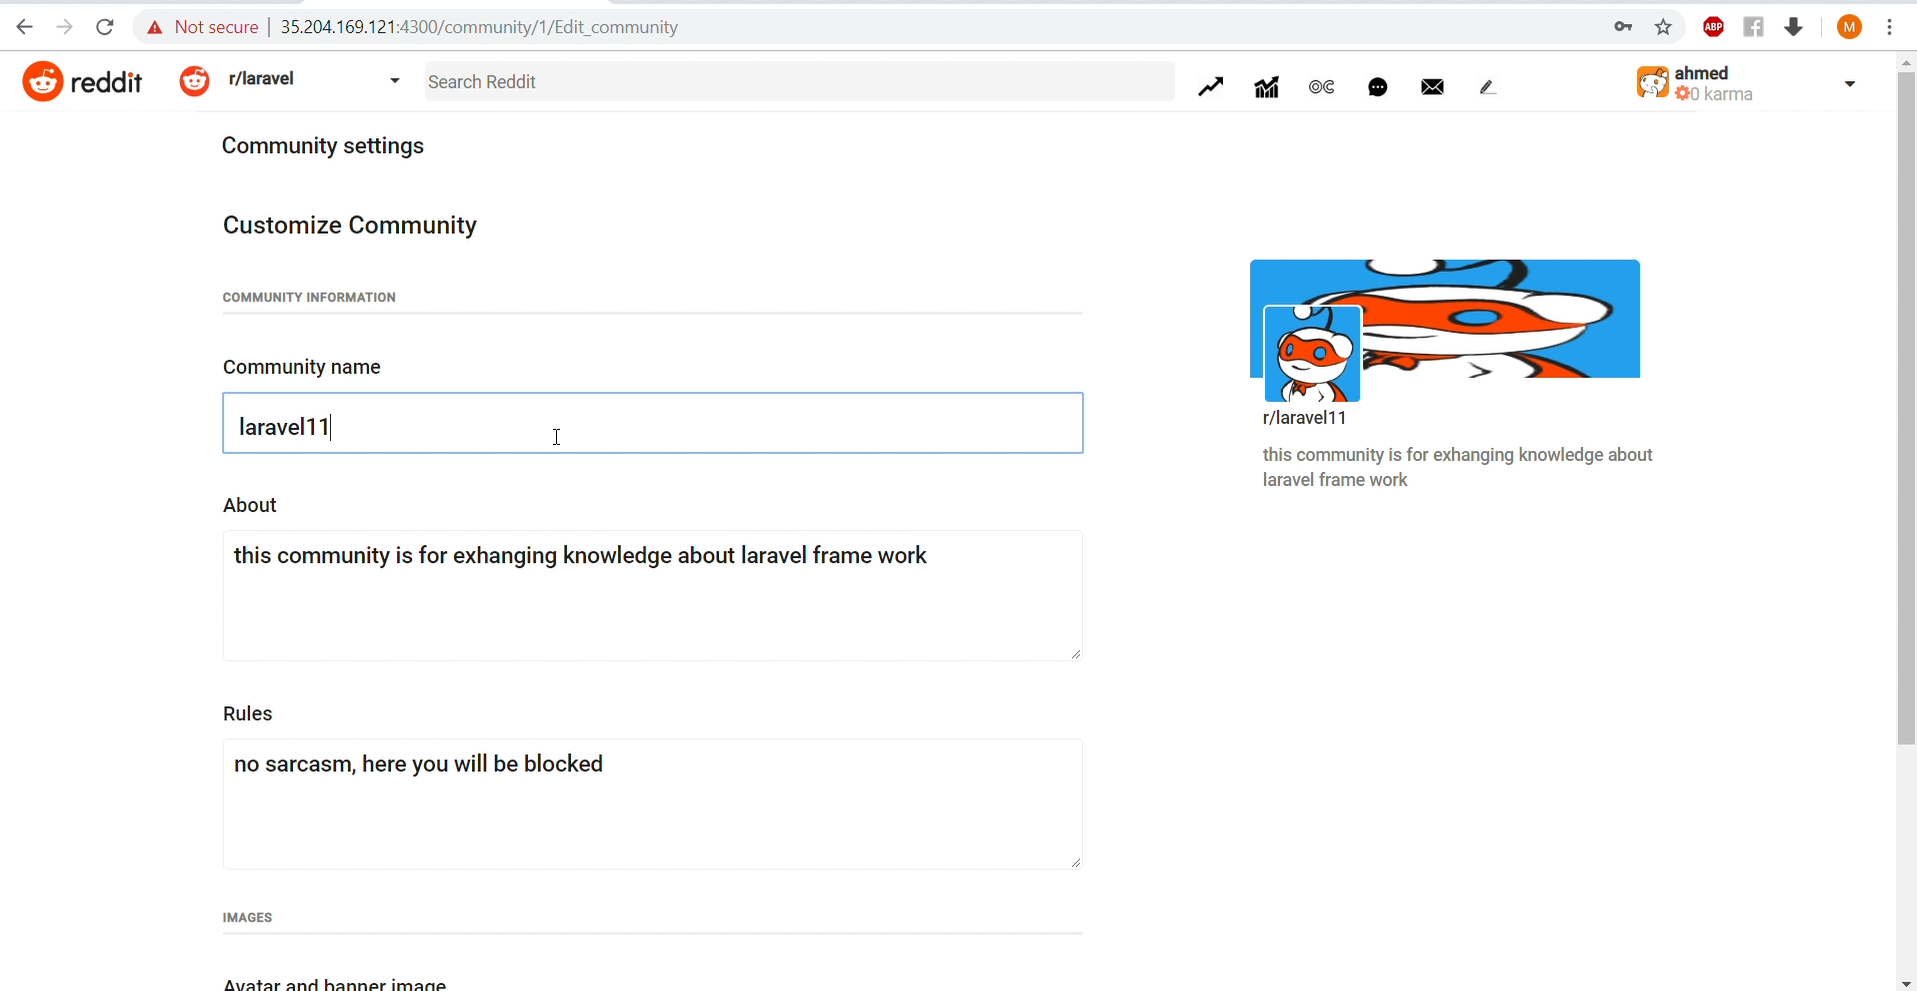 Not secure | 35.204.169.121:4300/community/1/Edit_community
ABP
M
reddit
r/laravel
Search Reddit
OC
ahmed
0 karma
Community settings
Customize Community
COMMUNITY INFORMATION
Community name
laravel11
About
this community is for exhanging knowledge about laravel frame work
Rules
no sarcasm, here you will be blocked
IMAGES
Avatar and banner image
r/laravel11
this community is for exhanging knowledge about
laravel frame work